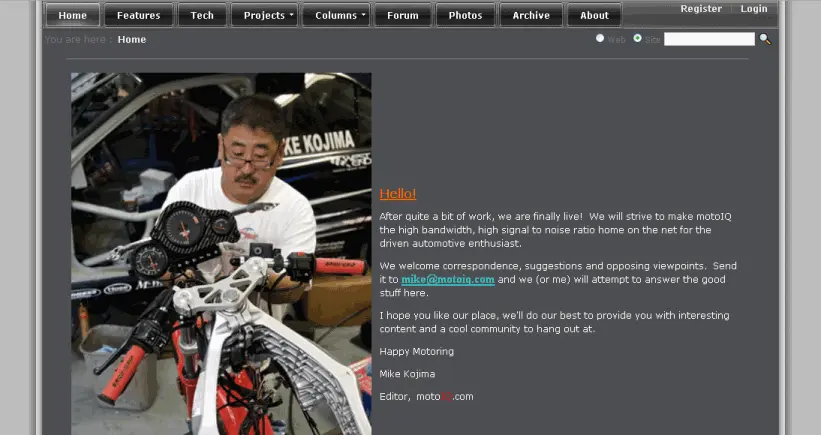 Home Features Tech Projects Columns Forum Photos Archive About Register Login
You are here : Home Web Site
KE KOJIMA
Hello!
After quite a bit of work, we are finally live! We will strive to make motoIQ
the high bandwidth, high signal to noise ratio home on the net for the
driven automotive enthusiast.
We welcome correspondence, suggestions and opposing viewpoints. Send
it to mike@motoiq.com and we (or me) will attempt to answer the good
stuff here.
I hope you like our place, we'll do our best to provide you with interesting
content and a cool community to hang out at.
Happy Motoring
Mike Kojima
Editor, motoIQ.com